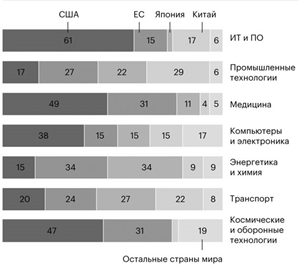 США ЕС Япония Китай
61 15 17 6 ИТ и ПО
17 27 22 29 6 Промышленные
технологии
49 31 11 4 5 Медицина
38 15 15 15 17 Компьютеры
и электроника
15 34 34 9 9 Энергетика
и химия
20 24 27 22 8 Транспорт
47 31 19 Космические
и оборонные
технологии
Остальные страны мира